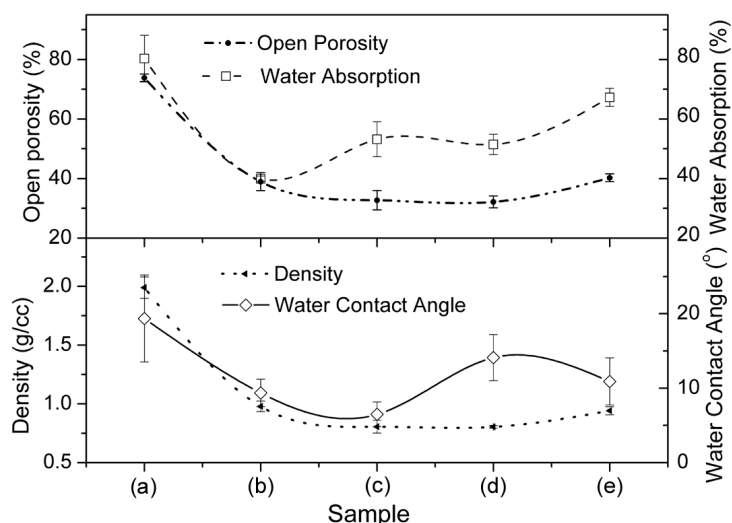 Open Porosity
Water Absorption
Open porosity (%)
80
60
40
20
80
60
40
20
Water Absorption (%)
Density
Water Contact Angle
Density (g/cc)
2.0
1.5
1.0
0.5
20
10
0
Water Contact Angle (°)
(a) (b) (c) (d) (e)
Sample